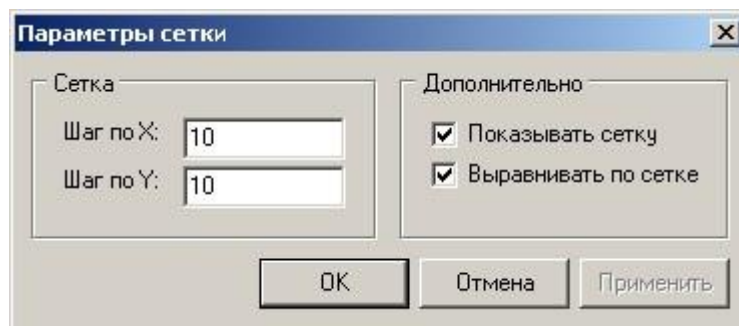 Параметры сетки
Сетка
Шаг по X: 10
Шаг по Y: 10
Дополнительно
Показывать сетку
Выравнивать по сетке
OK Отмена Применить